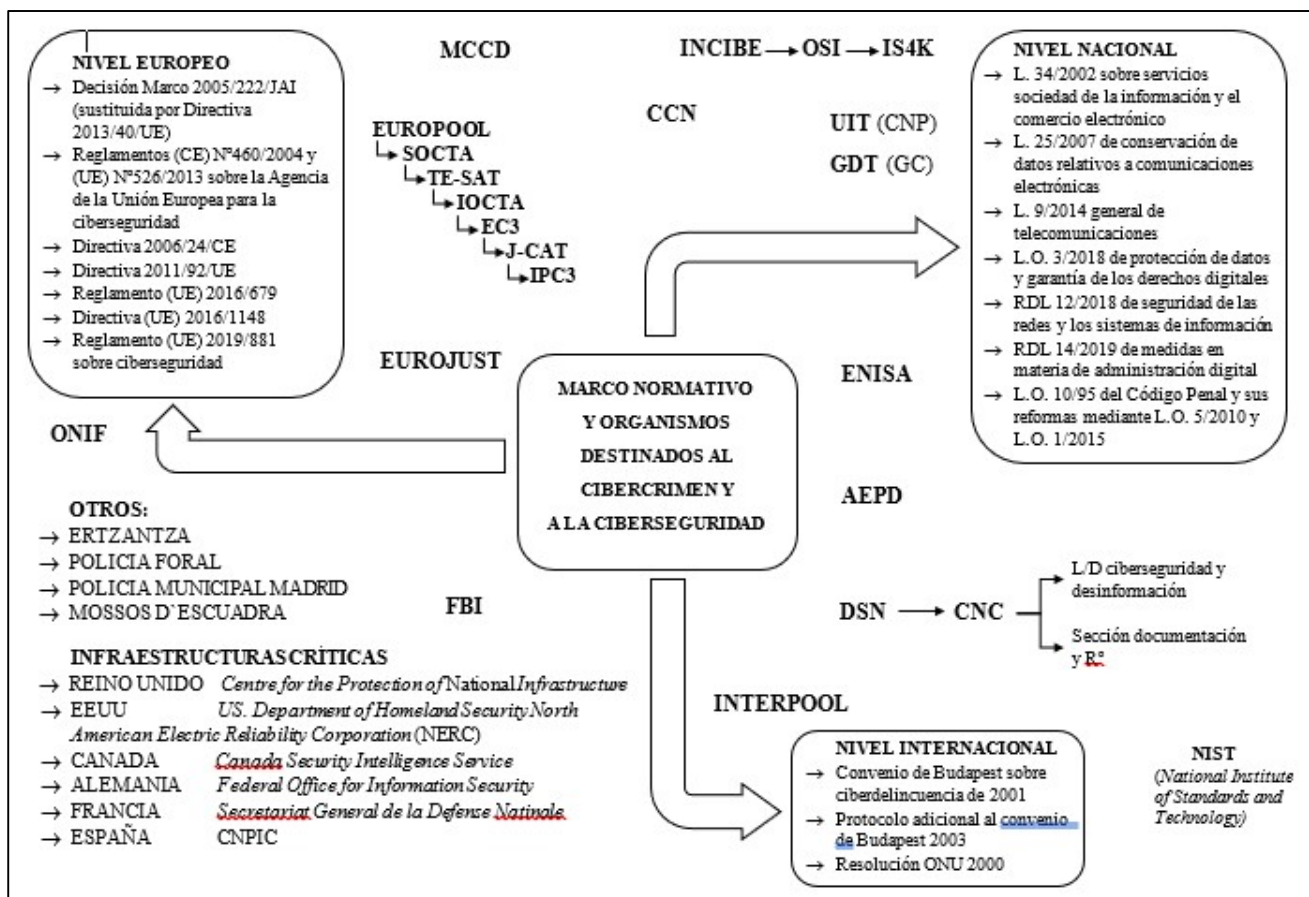 NIVEL EUROPEO
→ Decisión Marco 2005/222/JAI
(sustituida por Directiva
2013/40/UE)
→ Reglamentos (CE) Nº460/2004 y
(UE) Nº526/2013 sobre la Agencia
de la Unión Europea para la
ciberseguridad
→ Directiva 2006/24/CE
→ Directiva 2011/92/UE
→ Reglamento (UE) 2016/679
→ Directiva (UE) 2016/1148
→ Reglamento (UE) 2019/881
sobre ciberseguridad
MCCD
EUROPOOL
SOCTA
TE-SAT
IOCTA
EC3
J-CAT
IPC3
INCIBE → OSI → IS4K
CCN
UIT (CNP)
GDT (GC)
NIVEL NACIONAL
→ L. 34/2002 sobre servicios
sociedad de la información y el
comercio electrónico
→ L. 25/2007 de conservación de
datos relativos a comunicaciones
electrónicas
→ L. 9/2014 general de
telecomunicaciones
→ L.O. 3/2018 de protección de datos
y garantía de los derechos digitales
→ RDL 12/2018 de seguridad de las
redes y los sistemas de información
→ RDL 14/2019 de medidas en
materia de administración digital
→ L.O. 10/95 del Código Penal y sus
reformas mediante L.O. 5/2010 y
L.O. 1/2015
EUROJUST
ENISA
MARCO NORMATIVO
Y ORGANISMOS
DESTINADOS AL
CIBERCRIMEN Y
A LA CIBERSEGURIDAD
ONIF
AEPD
OTROS:
→ ERTZANTZA
→ POLICIA FORAL
→ POLICIA MUNICIPAL MADRID
→ MOSSOS D`ESCUADRA
FBI
DSN → CNC
L/D ciberseguridad y
desinformación
Sección documentación
y R.º
INFRAESTRUCTURAS CRÍTICAS
→ REINO UNIDO Centre for the Protection of National Infrastructure
→ EEUU US. Department of Homeland Security North
American Electric Reliability Corporation (NERC)
→ CANADA Canada Security Intelligence Service
→ ALEMANIA Federal Office for Information Security
→ FRANCIA Secretariat General de la Defense Natinale
→ ESPAÑA CNPIC
INTERPOOL
NIVEL INTERNACIONAL
→ Convenio de Budapest sobre
ciberdelincuencia de 2001
→ Protocolo adicional al convenio
de Budapest 2003
→ Resolución ONU 2000
NIST
(National Institute
of Standards and
Technology)